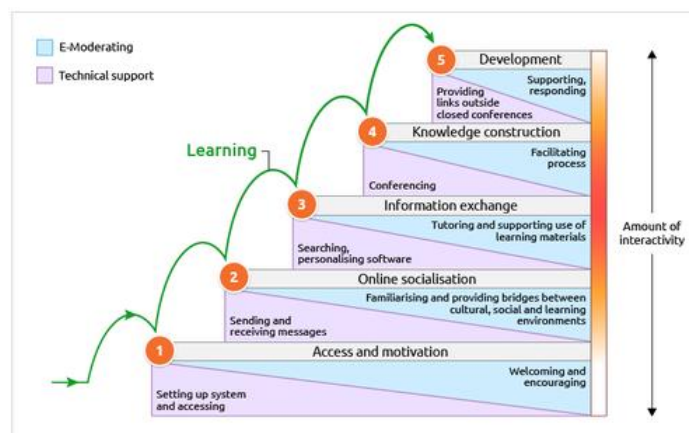 E-Moderating
Technical support
Learning
5
Development
Supporting,
responding
Providing
links outside
closed conferences
4
Knowledge construction
Facilitating
process
Conferencing
3
Information exchange
Tutoring and supporting use of
learning materials
Searching,
personalising software
2
Online socialisation
Familiarising and providing bridges between
cultural, social and learning
environments
Sending and
receiving messages
1
Access and motivation
Welcoming and
encouraging
Setting up system
and accessing
Amount of
interactivity